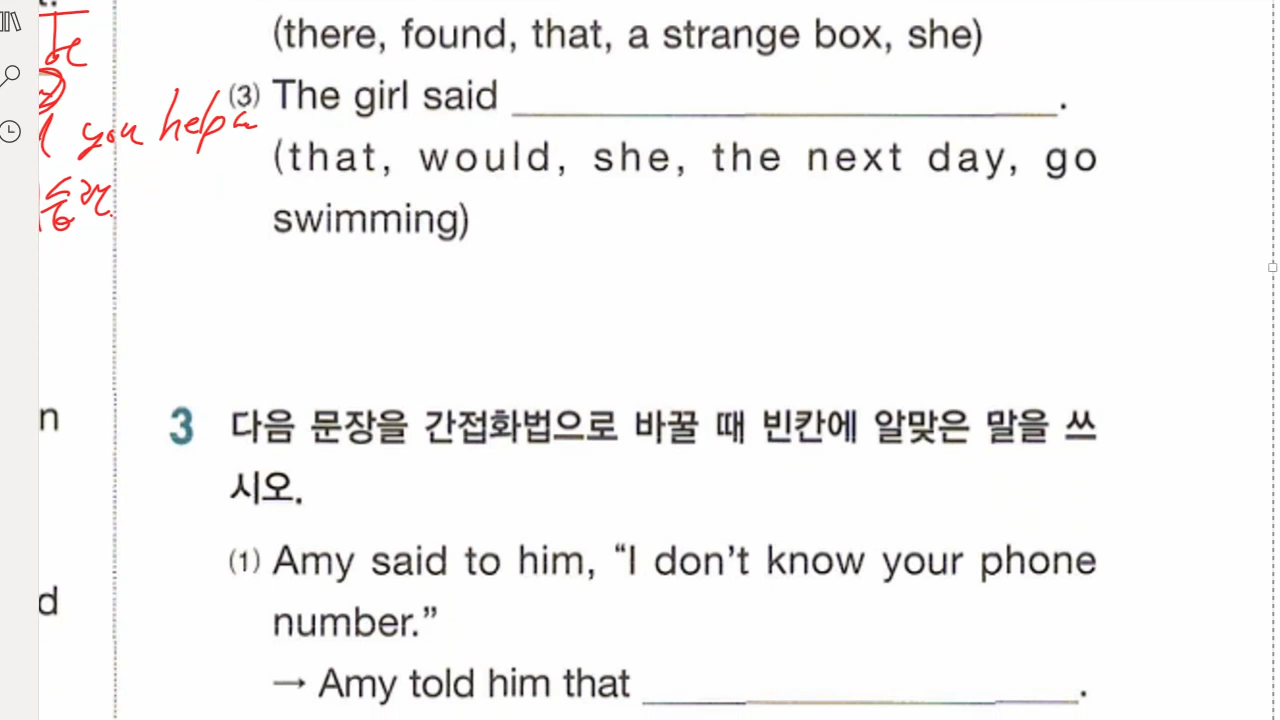 (there, found, that, a strange box, she)
you help
(3) The girl said ____________________.
(that, would, she, the next day, go
swimming)
n
3 다음 문장을 간접화법으로 바꿀 때 빈칸에 알맞은 말을 쓰
시오.
(1) Amy said to him, “I don’t know your phone
d
number.”
→ Amy told him that ____________________.